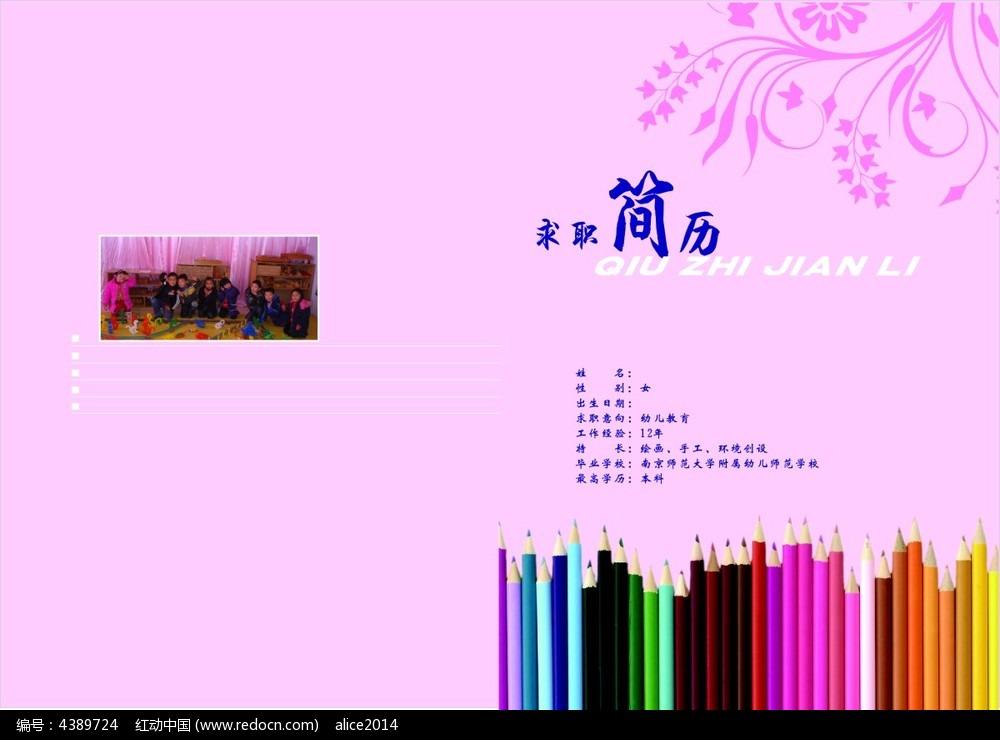 求职简历
QIU ZHI JIAN LI
姓　　名：
性　　别：女
出生日期：
求职意向：幼儿教育
工作经验：12年
特　　长：绘画、手工、环境创设
毕业学校：南京师范大学附属幼儿师范学校
最高学历：本科
编号：4389724　红动中国 (www.redocn.com)　alice2014